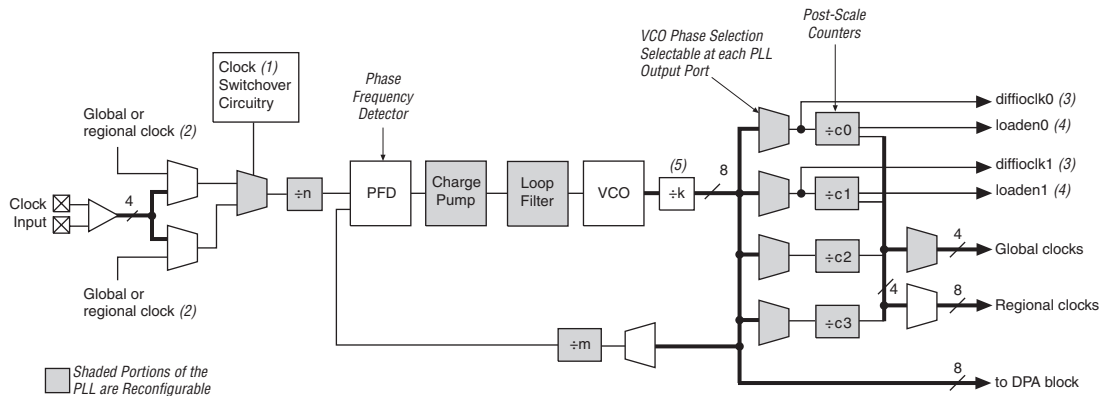 Post-Scale
Counters
VCO Phase Selection
Selectable at each PLL
Output Port
Clock (1)
Switchover
Circuitry
Phase
Frequency
Detector
Global or
regional clock (2)
diffioclk0 (3)
÷c0
loaden0 (4)
÷n
PFD
Charge
Pump
Loop
Filter
VCO
(5)
÷k
8
diffioclk1 (3)
÷c1
loaden1 (4)
Clock
Input
4
÷c2
4
Global clocks
4
8
Regional clocks
Global or
regional clock (2)
÷c3
÷m
Shaded Portions of the
PLL are Reconfigurable
8
to DPA block